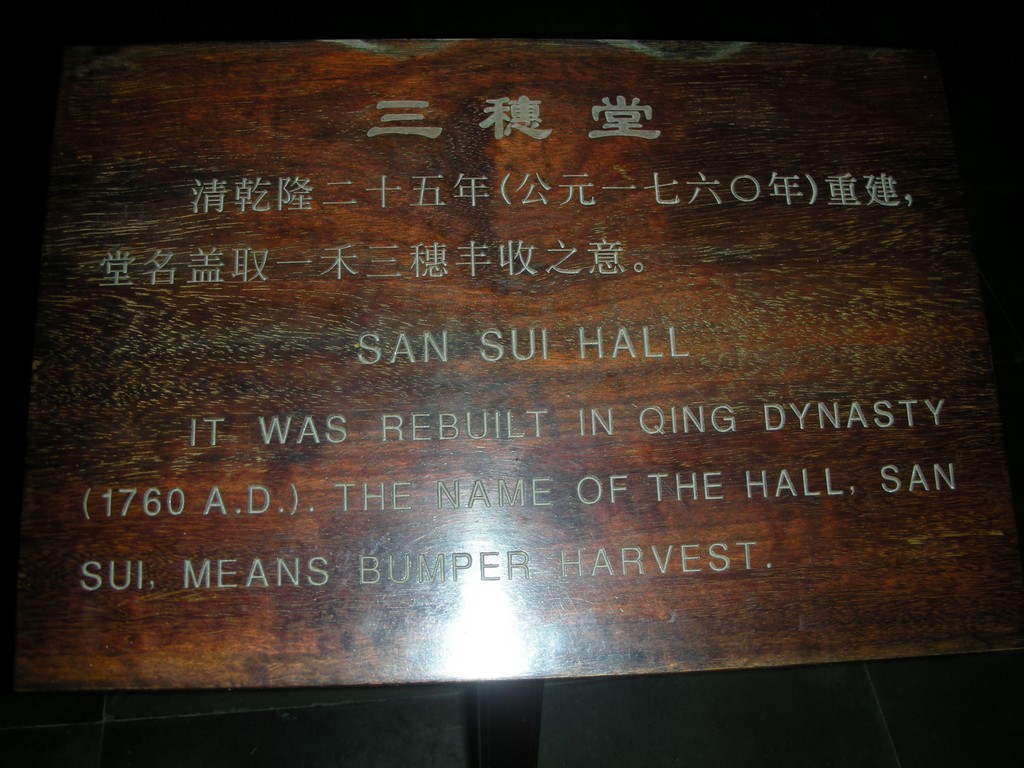 三穗堂
清乾隆二十五年(公元一七六〇年)重建,
堂名盖取一禾三穗丰收之意。
SAN SUI HALL
IT WAS REBUILT IN QING DYNASTY
(1760 A.D.). THE NAME OF THE HALL, SAN
SUI, MEANS BUMPER HARVEST.